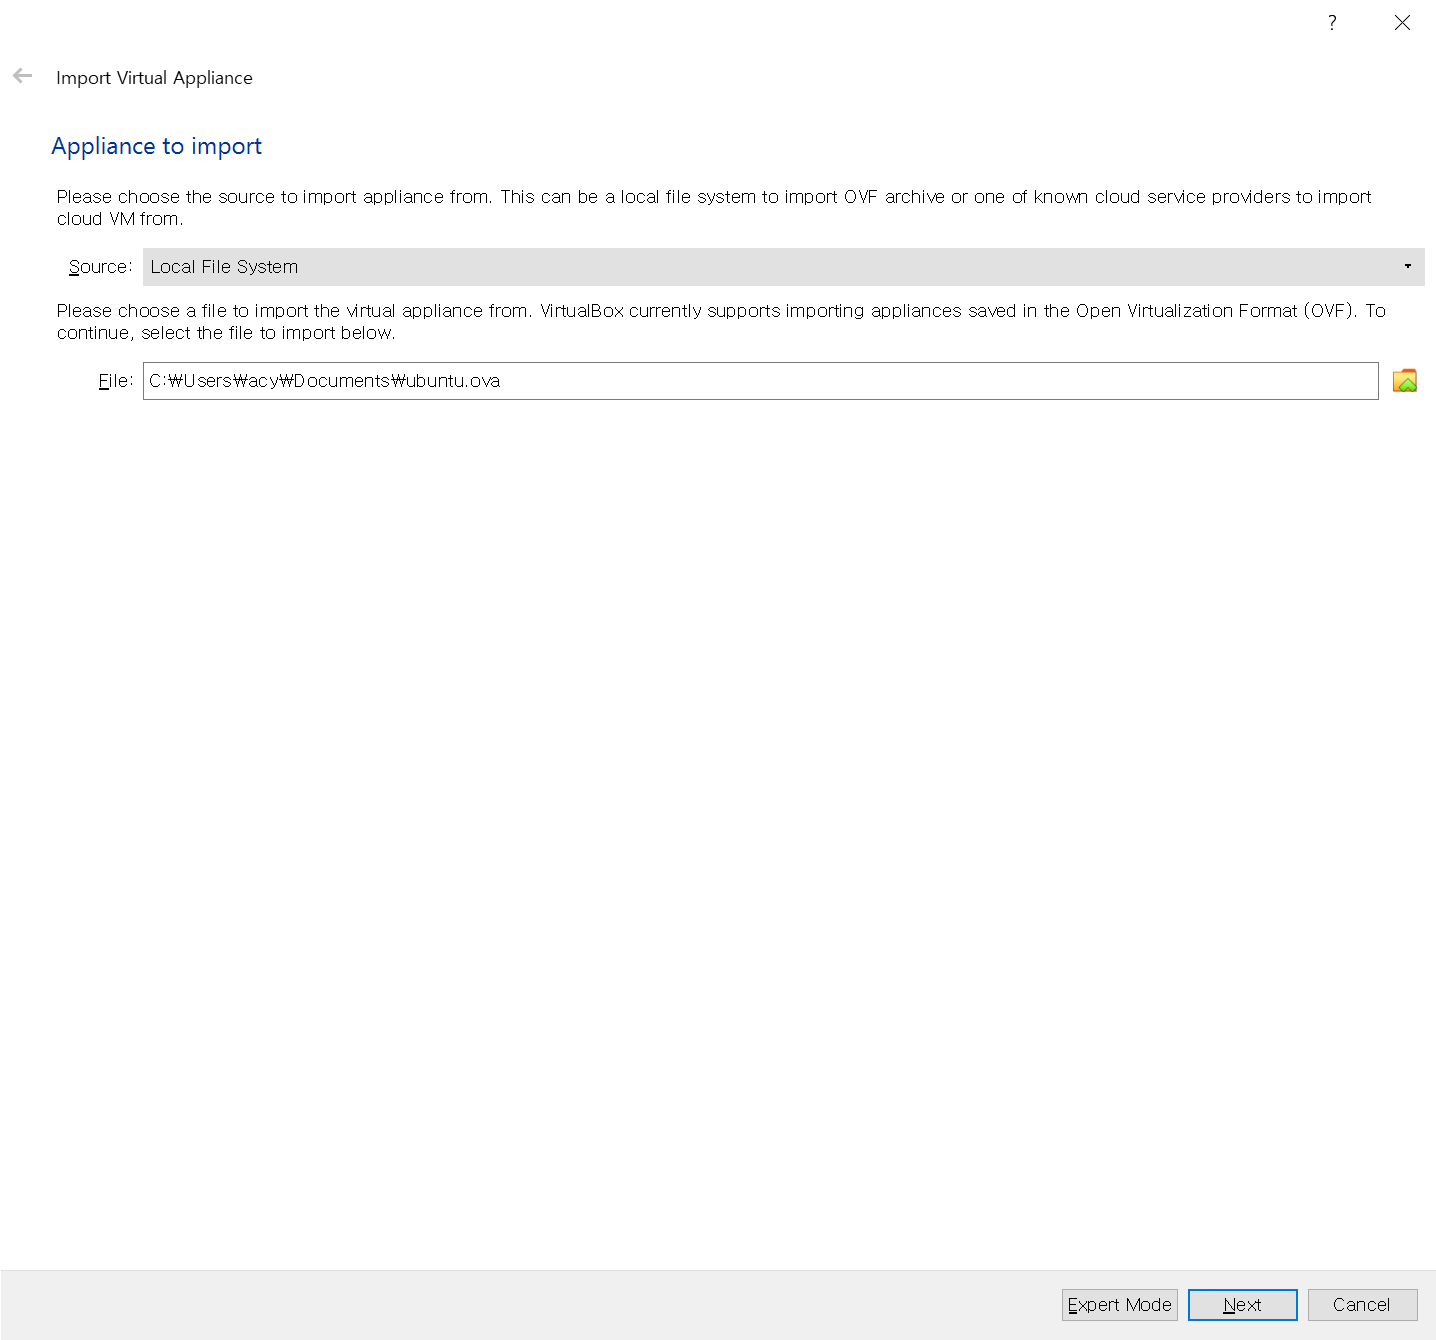 ?
Import Virtual Appliance
Appliance to import
Please choose the source to import appliance from. This can be a local file system to import OVF archive or one of known cloud service providers to import
cloud VM from.
Source: Local File System
Please choose a file to import the virtual appliance from. VirtualBox currently supports importing appliances saved in the Open Virtualization Format (OVF). To
continue, select the file to import below.
File: C:₩Users₩acy₩Documents₩ubuntu.ova
Expert Mode Next Cancel